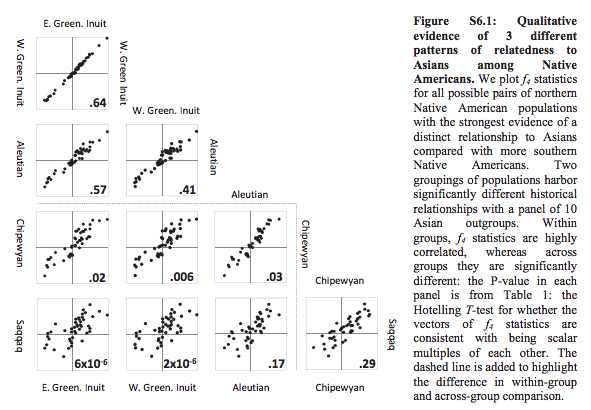 E. Green. Inuit
W. Green. Inuit
W. Green Inuit
.64
W. Green. Inuit
Aleutian
.57
.41
Aleutian
Aleutian
Chipewyan
.02
.006
.03
Chipewyan
Chipewyan
Saqqaq
6x10-6
2x10-6
.17
.29
Saqqaq
E. Green. Inuit
W. Green. Inuit
Aleutian
Chipewyan
Figure S6.1: Qualitative
evidence of 3 different
patterns of relatedness to
Asians among Native
Americans. We plot f4 statistics
for all possible pairs of northern
Native American populations
with the strongest evidence of a
distinct relationship to Asians
compared with more southern
Native Americans. Two
groupings of populations harbor
significantly different historical
relationships with a panel of 10
Asian outgroups. Within
groups, f4 statistics are highly
correlated, whereas across
groups they are significantly
different: the P-value in each
panel is from Table 1: the
Hotelling T-test for whether the
vectors of f4 statistics are
consistent with being scalar
multiples of each other. The
dashed line is added to highlight
the difference in within-group
and across-group comparison.